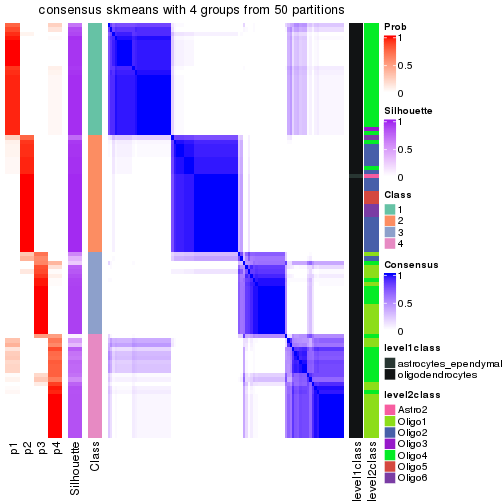 consensus skmeans with 4 groups from 50 partitions
Prob
1
0.5
0
Silhouette
1
0.5
0
Class
1
2
3
4
Consensus
1
0.5
0
level1class
astrocytes_ependymal
oligodendrocytes
level2class
Astro2
Oligo1
Oligo2
Oligo3
Oligo4
Oligo5
Oligo6
p1
p2
p3
p4
Silhouette
Class
level1class
level2class